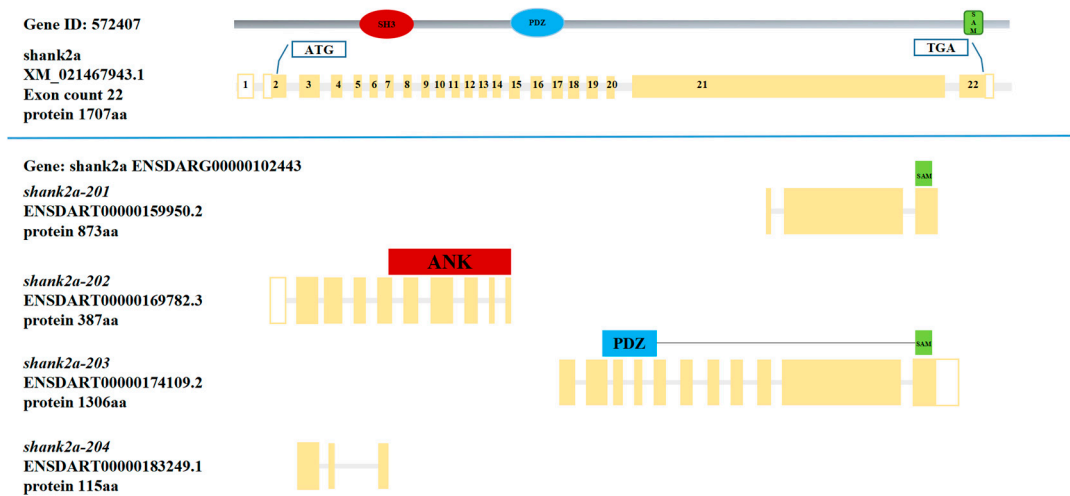 Gene ID: 572407
SH3
PDZ
SAM
shank2a
XM_021467943.1
Exon count 22
protein 1707aa
ATG
TGA
1 2 3 4 5 6 7 8 9 10 11 12 13 14 15 16 17 18 19 20 21 22
Gene: shank2a ENSDARG00000102443
shank2a-201
ENSDART00000159950.2
protein 873aa
SAM
ANK
shank2a-202
ENSDART00000169782.3
protein 387aa
PDZ
SAM
shank2a-203
ENSDART00000174109.2
protein 1306aa
shank2a-204
ENSDART00000183249.1
protein 115aa